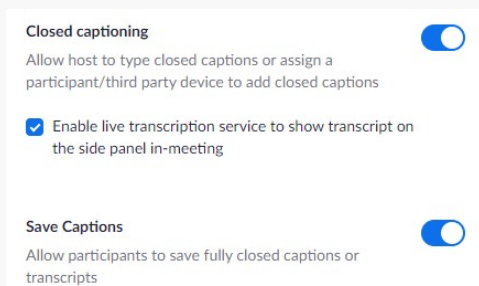 Closed captioning
Allow host to type closed captions or assign a
participant/third party device to add closed captions
Enable live transcription service to show transcript on
the side panel in-meeting
Save Captions
Allow participants to save fully closed captions or
transcripts